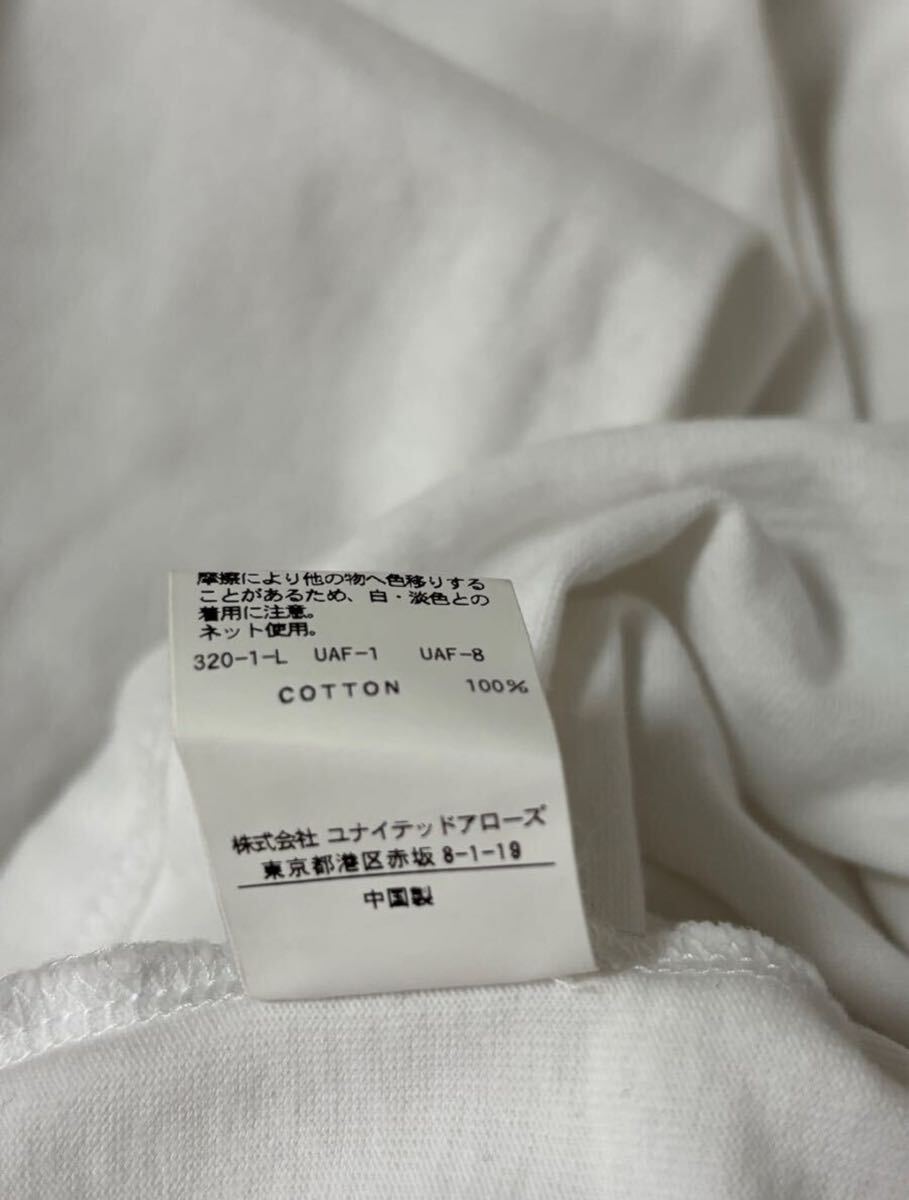 摩擦により他の物へ色移りする
ことがあるため、白・淡色との
着用に注意。
ネット使用。
320-1-L UAF-1 UAF-8
COTTON 100%
株式会社 ユナイテッドアローズ
東京都港区赤坂 8-1-19
中国製